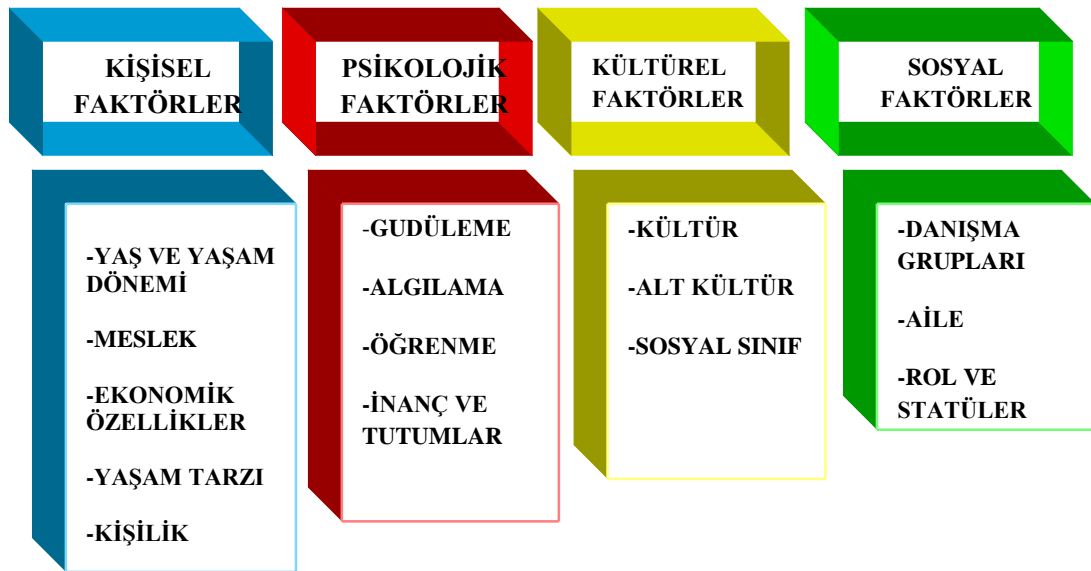 KİŞİSEL
FAKTÖRLER
PSİKOLOJİK
FAKTÖRLER
KÜLTÜREL
FAKTÖRLER
SOSYAL
FAKTÖRLER
-YAŞ VE YAŞAM
DÖNEMİ
-MESLEK
-EKONOMİK
ÖZELLİKLER
-YAŞAM TARZI
-KİŞİLİK
-GUDÜLEME
-ALGILAMA
-ÖĞRENME
-İNANÇ VE
TUTUMLAR
-KÜLTÜR
-ALT KÜLTÜR
-SOSYAL SINIF
-DANIŞMA
GRUPLARI
-AİLE
-ROL VE
STATÜLER